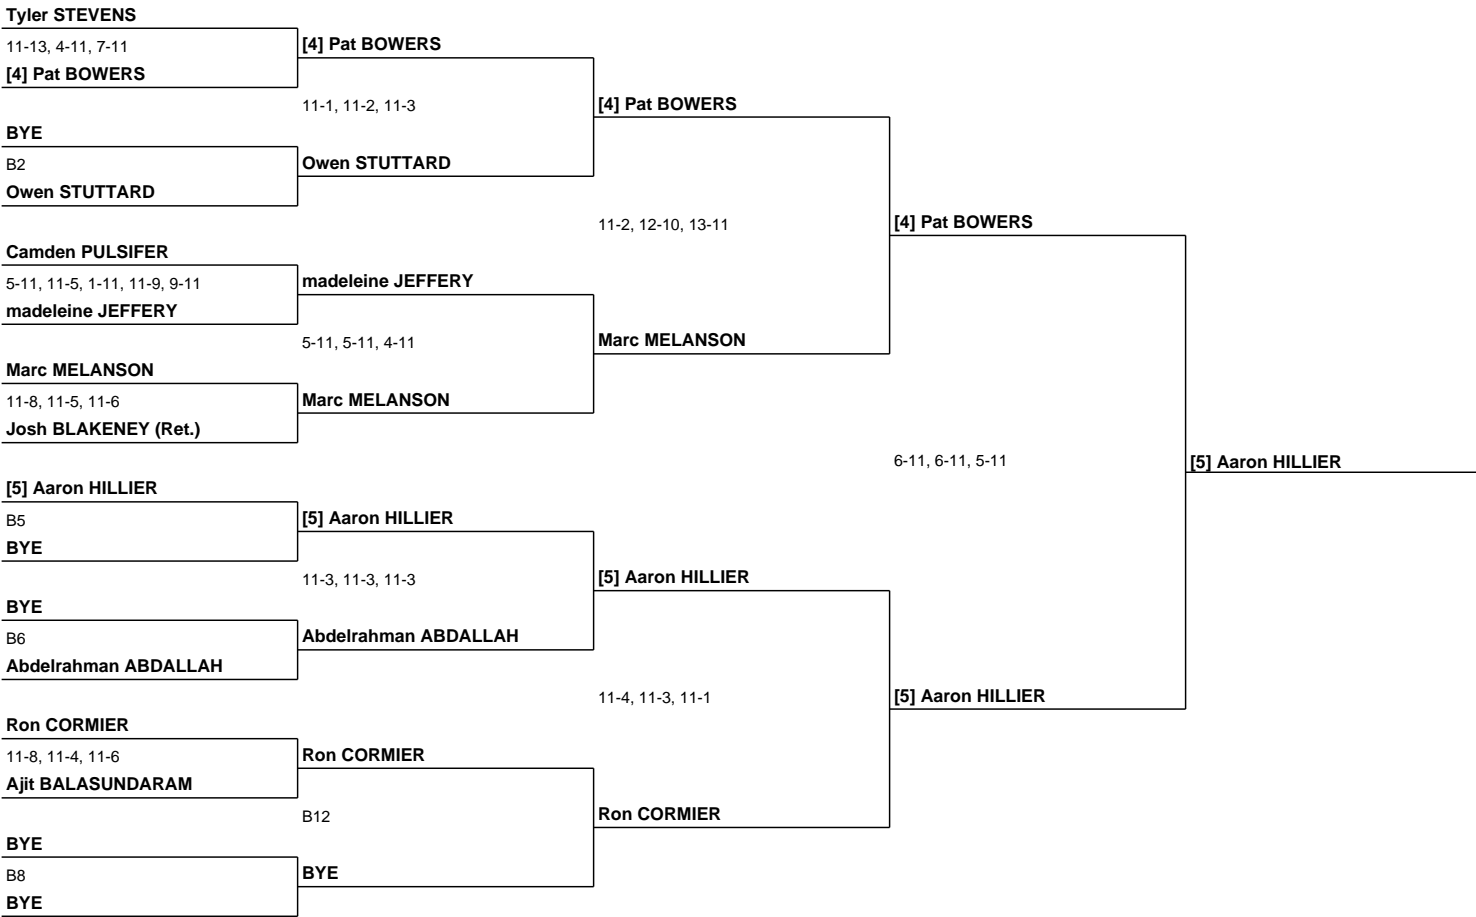 Tyler STEVENS
11-13, 4-11, 7-11
[4] Pat BOWERS
BYE
B2
Owen STUTTARD
Camden PULSIFER
5-11, 11-5, 1-11, 11-9, 9-11
madeleine JEFFERY
Marc MELANSON
11-8, 11-5, 11-6
Josh BLAKENEY (Ret.)
[5] Aaron HILLIER
B5
BYE
BYE
B6
Abdelrahman ABDALLAH
Ron CORMIER
11-8, 11-4, 11-6
Ajit BALASUNDARAM
BYE
B8
BYE
[4] Pat BOWERS
11-1, 11-2, 11-3
Owen STUTTARD
madeleine JEFFERY
5-11, 5-11, 4-11
Marc MELANSON
[5] Aaron HILLIER
11-3, 11-3, 11-3
Abdelrahman ABDALLAH
Ron CORMIER
B12
BYE
[4] Pat BOWERS
11-2, 12-10, 13-11
Marc MELANSON
[5] Aaron HILLIER
11-4, 11-3, 11-1
Ron CORMIER
[4] Pat BOWERS
6-11, 6-11, 5-11
[5] Aaron HILLIER
[5] Aaron HILLIER